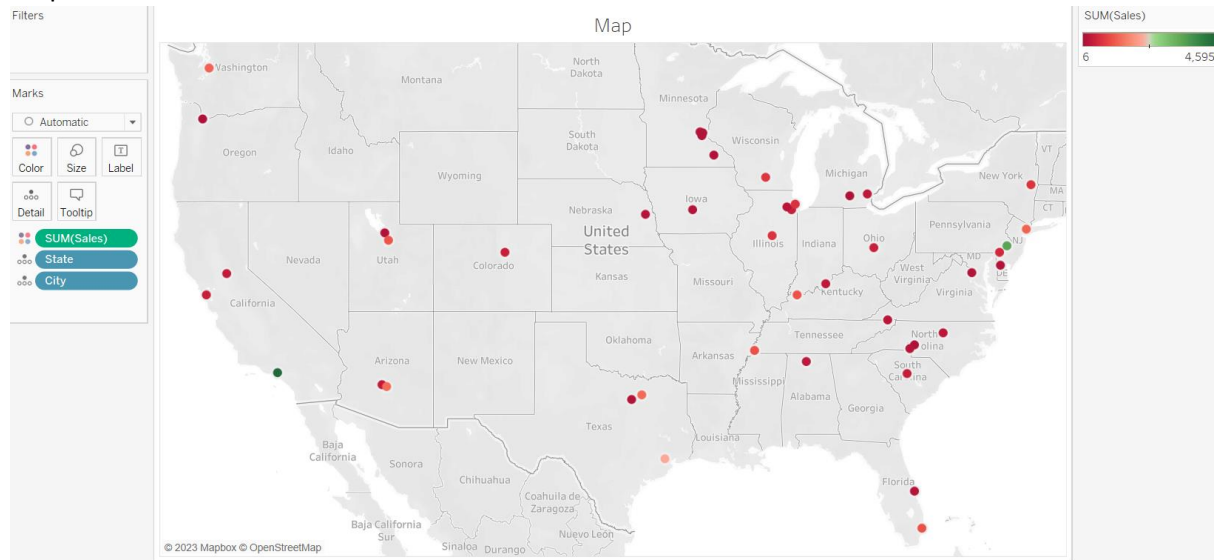 Filters
Marks
Automatic
Color
Size
Label
Detail
Tooltip
SUM(Sales)
State
City
Map
Washington
Montana
North
Dakota
Minnesota
Oregon
Idaho
South
Dakota
Wisconsin
Michigan
VT
Wyoming
New York
MA
CT
Iowa
Nebraska
Pennsylvania
United
States
Illinois
Indiana
Ohio
NJ
Nevada
Utah
Colorado
MD
DE
Kansas
Missouri
West
Virginia
Virginia
Kentucky
California
Tennessee
North
Carolina
Oklahoma
Arkansas
Arizona
New Mexico
South
Carolina
Mississippi
Alabama
Georgia
Texas
Louisiana
Baja
California
Sonora
Chihuahua
Florida
Coahuila de
Zaragoza
Baja California
Sur
Sinaloa
Durango
Nuevo León
© 2023 Mapbox © OpenStreetMap
SUM(Sales)
6
4,595